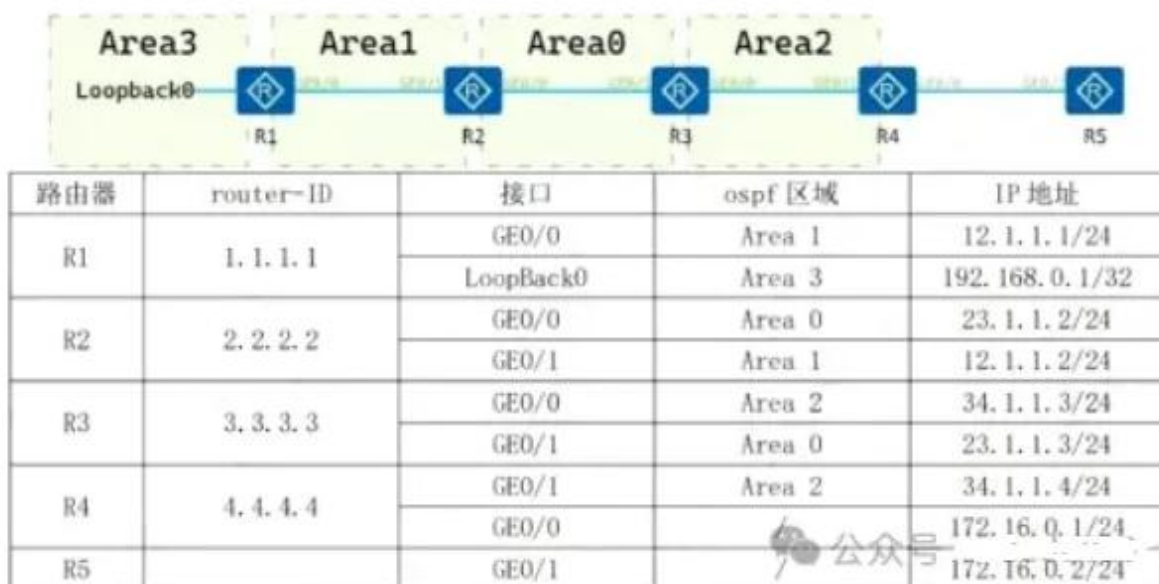 Area3 Area1 Area0 Area2
Loopback0
R1 R2 R3 R4 R5
路由器 router-ID 接口 ospf 区域 IP 地址
R1 1.1.1.1 GE0/0 Area 1 12.1.1.1/24
LoopBack0 Area 3 192.168.0.1/32
R2 2.2.2.2 GE0/0 Area 0 23.1.1.2/24
GE0/1 Area 1 12.1.1.2/24
R3 3.3.3.3 GE0/0 Area 2 34.1.1.3/24
GE0/1 Area 0 23.1.1.3/24
R4 4.4.4.4 GE0/1 Area 2 34.1.1.4/24
GE0/0 172.16.0.1/24
公众号
R5 GE0/1 172.16.0.2/24